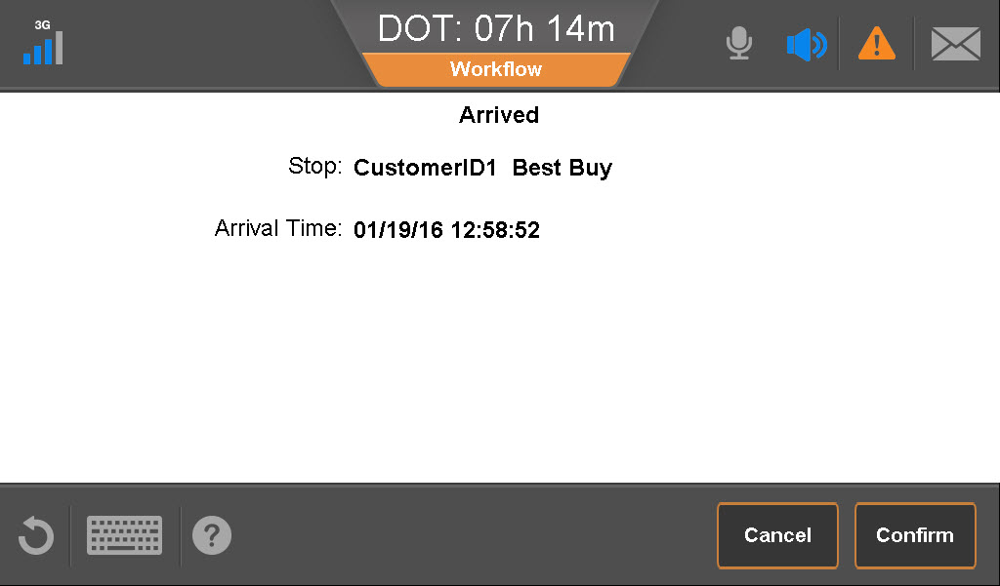 3G
DOT: 07h 14m
Workflow
!
Arrived
Stop: CustomerID1 Best Buy
Arrival Time: 01/19/16 12:58:52
?
Cancel
Confirm